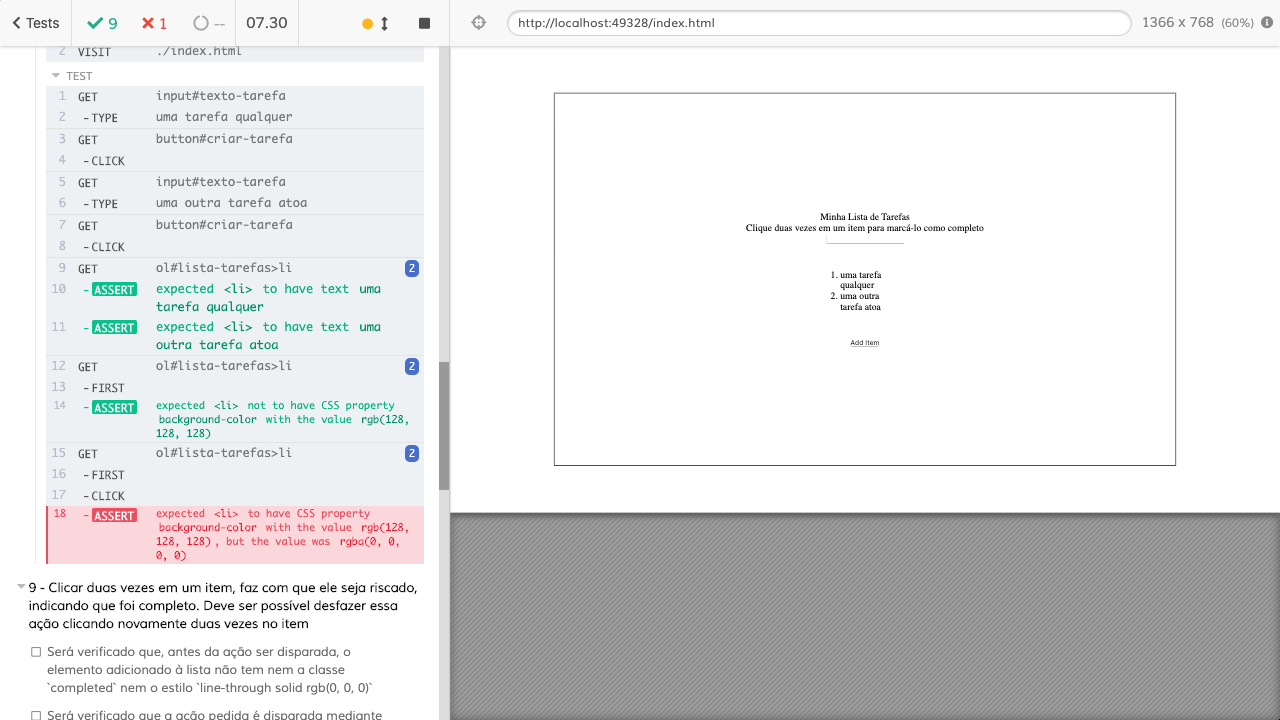 Tests 9 1 -- 07.30
http://localhost:49328/index.html 1366 x 768 (60%)
2 VISIT ./index.html
TEST
1 GET input#texto-tarefa
2 -TYPE uma tarefa qualquer
3 GET button#criar-tarefa
4 -CLICK
5 GET input#texto-tarefa
6 -TYPE uma outra tarefa atoa
7 GET button#criar-tarefa
8 -CLICK
9 GET ol#lista-tarefas>li 2
10 -ASSERT expected <li> to have text uma
tarefa qualquer
11 -ASSERT expected <li> to have text uma
outra tarefa atoa
12 GET ol#lista-tarefas>li 2
13 -FIRST
14 -ASSERT expected <li> not to have CSS property
background-color with the value rgb(128,
128, 128)
15 GET ol#lista-tarefas>li 2
16 -FIRST
17 -CLICK
18 -ASSERT expected <li> to have CSS property
background-color with the value rgb(128,
128, 128), but the value was rgba(0, 0,
0, 0)
9 - Clicar duas vezes em um item, faz com que ele seja riscado,
indicando que foi completo. Deve ser possível desfazer essa
ação clicando novamente duas vezes no item
Será verificado que, antes da ação ser disparada, o
elemento adicionado à lista não tem nem a classe
`completed` nem o estilo `line-through solid rgb(0, 0, 0)`
Será verificado que a ação pedida é disparada mediante
Minha Lista de Tarefas
Clique duas vezes em um item para marcá-lo como completo
1. uma tarefa
qualquer
2. uma outra
tarefa atoa
Add Item